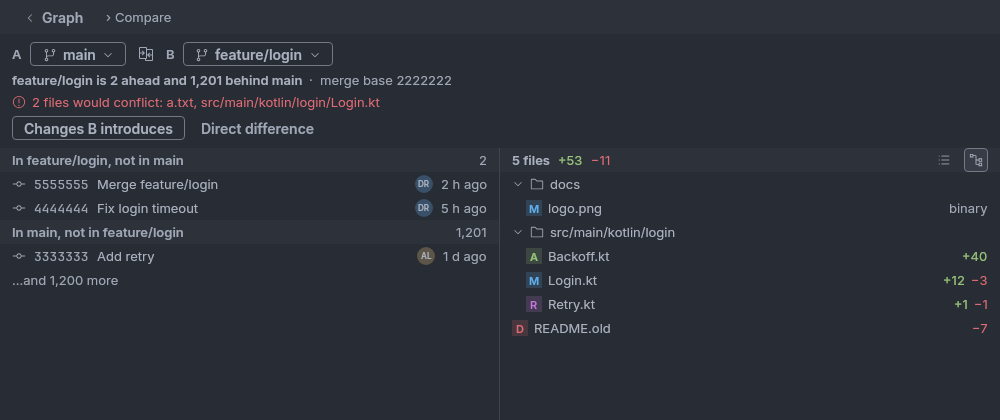 Graph › Compare
A main B feature/login
feature/login is 2 ahead and 1,201 behind main · merge base 2222222
2 files would conflict: a.txt, src/main/kotlin/login/Login.kt
Changes B introduces Direct difference
In feature/login, not in main 2
5555555 Merge feature/login DR 2 h ago
4444444 Fix login timeout DR 5 h ago
In main, not in feature/login 1,201
3333333 Add retry AL 1 d ago
...and 1,200 more
5 files +53 −11
docs
M logo.png binary
src/main/kotlin/login
A Backoff.kt +40
M Login.kt +12 −3
R Retry.kt +1 −1
D README.old −7